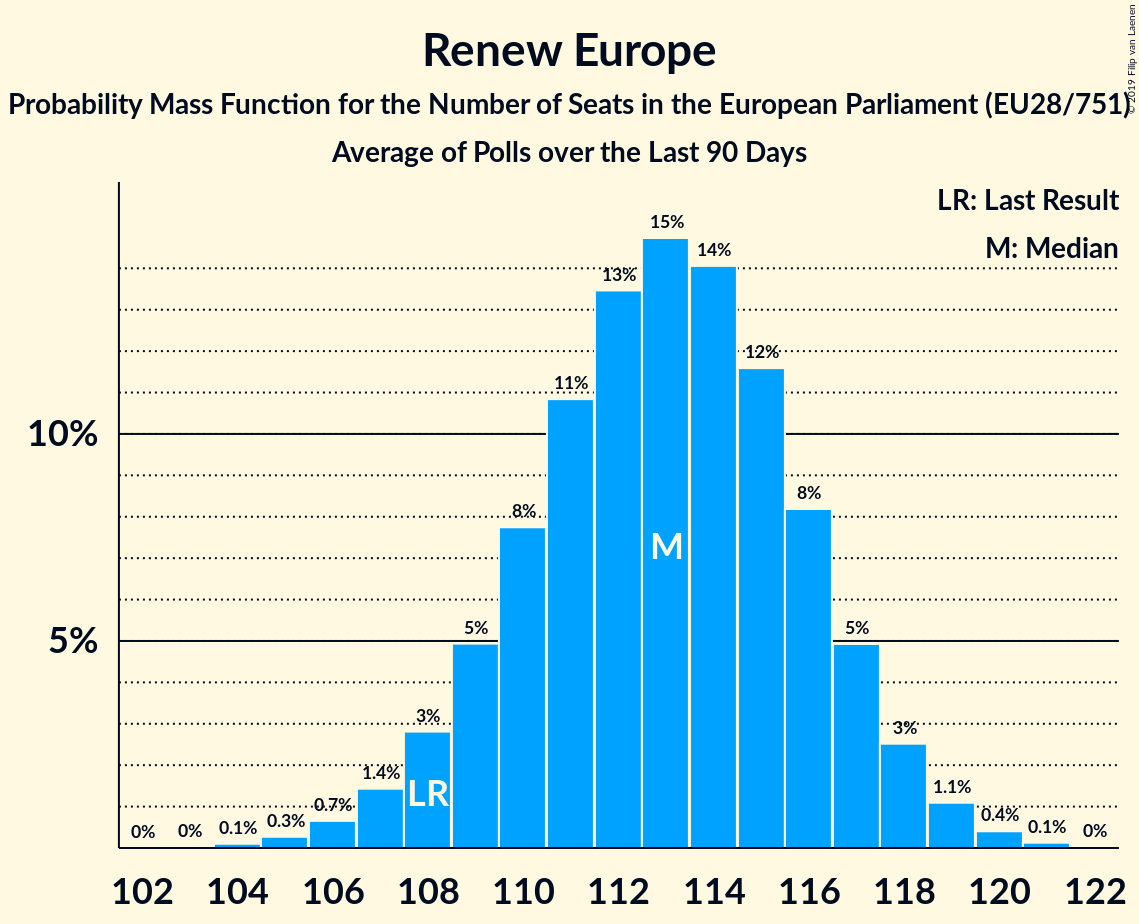 Renew Europe
Probability Mass Function for the Number of Seats in the European Parliament (EU28/751)
Average of Polls over the Last 90 Days
© 2019 Filip van Laenen
LR: Last Result
M: Median
10%
5%
0%
0%
0.1%
0.3%
0.7%
1.4%
3%
5%
8%
11%
13%
15%
14%
12%
8%
5%
3%
1.1%
0.4%
0.1%
0%
LR
M
102 104 106 108 110 112 114 116 118 120 122